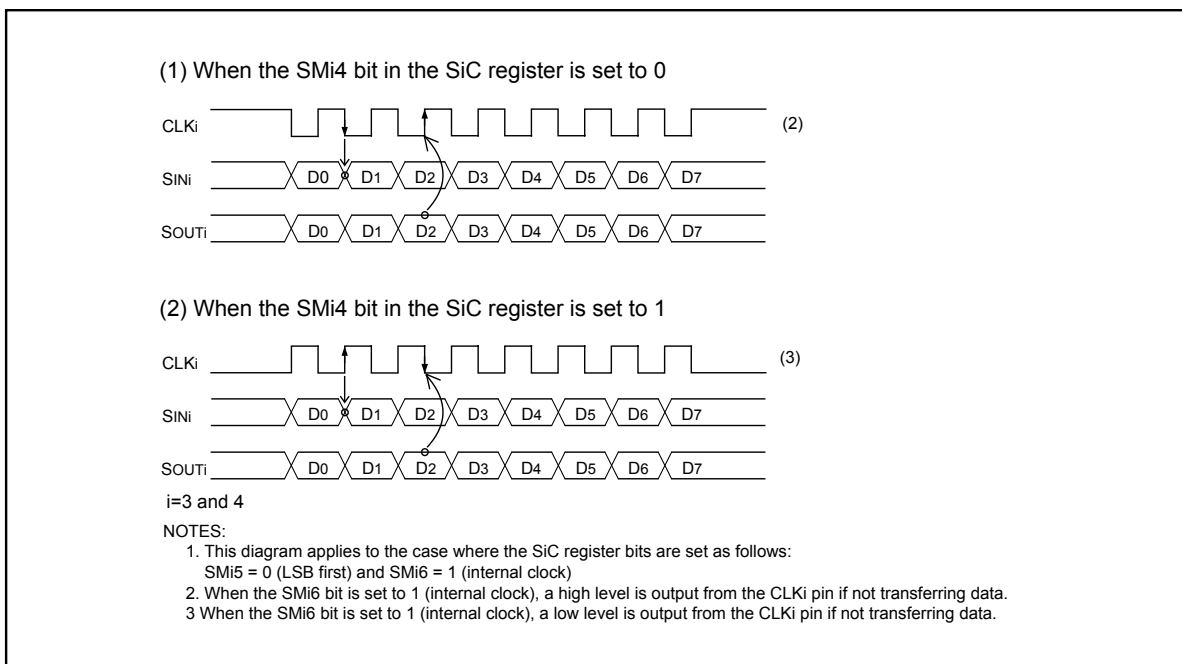 (1) When the SMi4 bit in the SiC register is set to 0
CLKi
(2)
SINi
D0 D1 D2 D3 D4 D5 D6 D7
SOUTi
D0 D1 D2 D3 D4 D5 D6 D7
(2) When the SMi4 bit in the SiC register is set to 1
CLKi
(3)
SINi
D0 D1 D2 D3 D4 D5 D6 D7
SOUTi
D0 D1 D2 D3 D4 D5 D6 D7
i=3 and 4
NOTES:
1. This diagram applies to the case where the SiC register bits are set as follows:
SMi5 = 0 (LSB first) and SMi6 = 1 (internal clock)
2. When the SMi6 bit is set to 1 (internal clock), a high level is output from the CLKi pin if not transferring data.
3 When the SMi6 bit is set to 1 (internal clock), a low level is output from the CLKi pin if not transferring data.